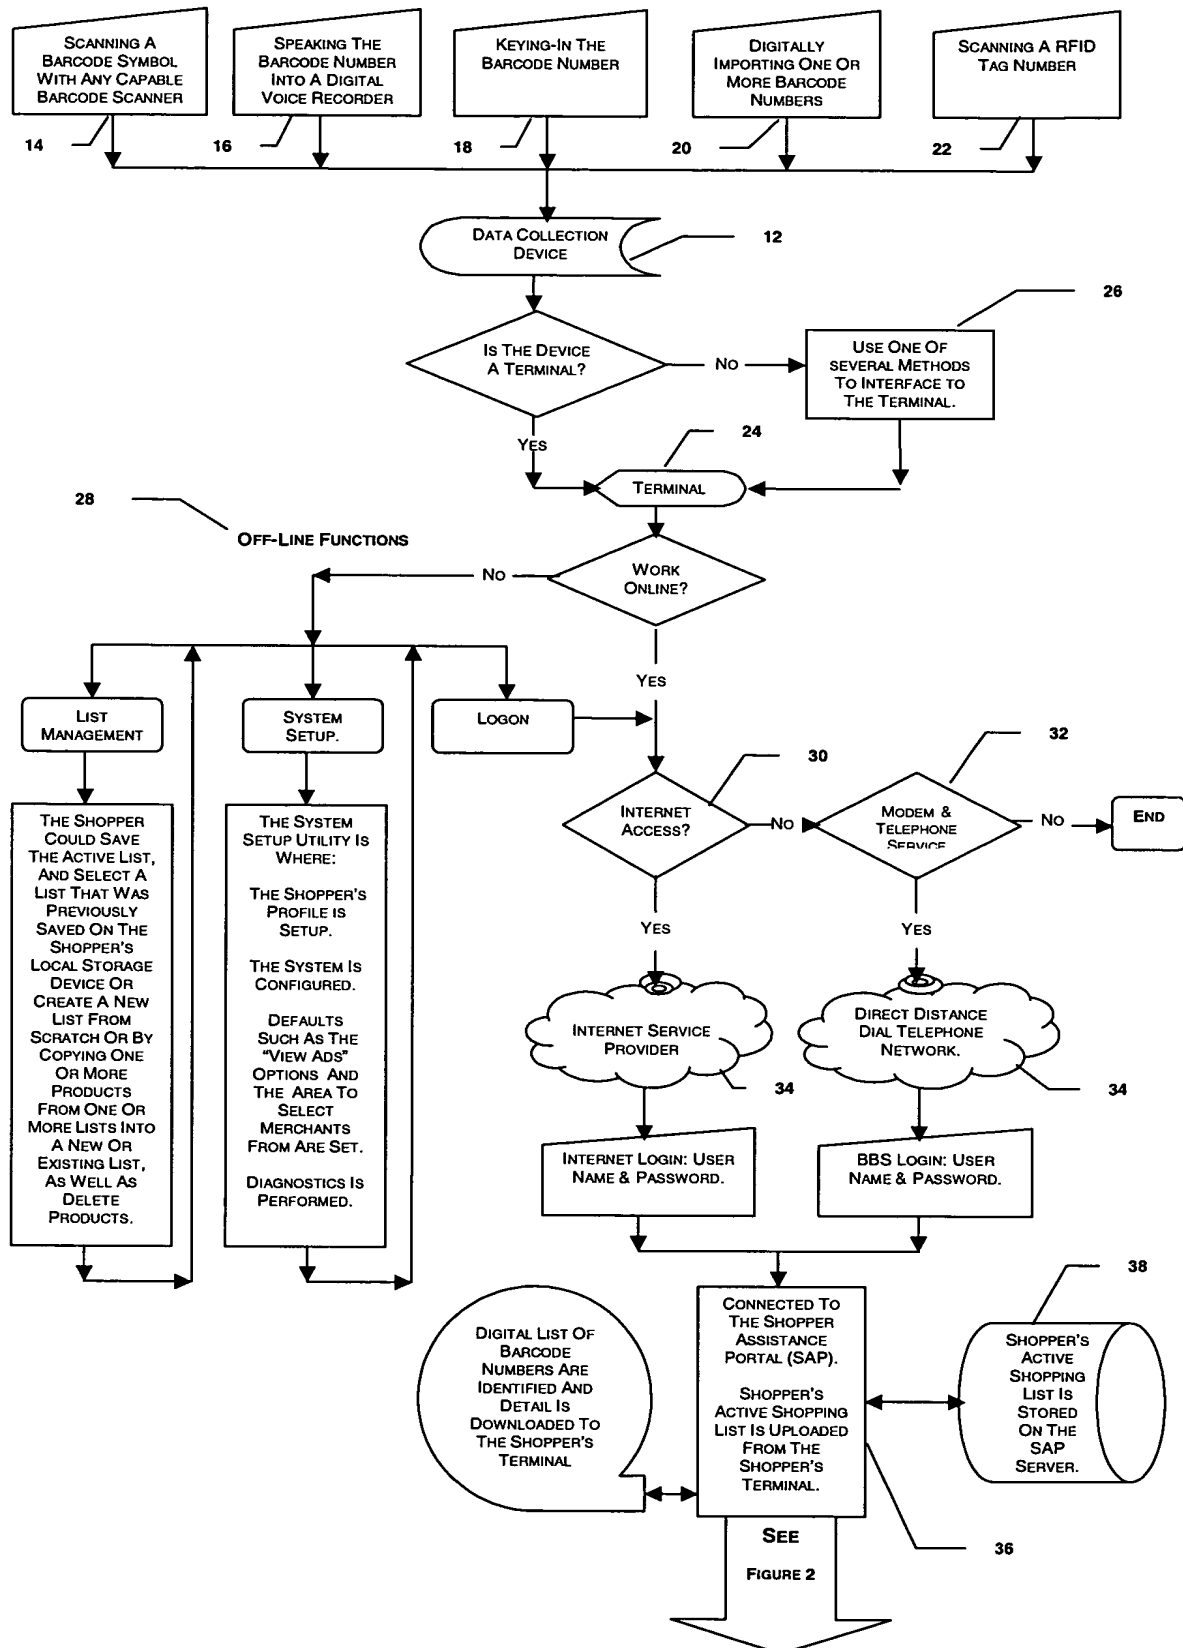 SCANNING A
BARCODE SYMBOL
WITH ANY CAPABLE
BARCODE SCANNER
14
SPEAKING THE
BARCODE NUMBER
INTO A DIGITAL
VOICE RECORDER
16
KEYING-IN THE
BARCODE NUMBER
18
DIGITALLY
IMPORTING ONE OR
MORE BARCODE
NUMBERS
20
SCANNING A RFID
TAG NUMBER
22
DATA COLLECTION
DEVICE
12
IS THE DEVICE
A TERMINAL?
NO
YES
USE ONE OF
SEVERAL METHODS
TO INTERFACE TO
THE TERMINAL.
26
24
TERMINAL
28
OFF-LINE FUNCTIONS
WORK
ONLINE?
NO
YES
LIST
MANAGEMENT
SYSTEM
SETUP.
LOGON
THE SHOPPER
COULD SAVE
THE ACTIVE LIST,
AND SELECT A
LIST THAT WAS
PREVIOUSLY
SAVED ON THE
SHOPPER'S
LOCAL STORAGE
DEVICE OR
CREATE A NEW
LIST FROM
SCRATCH OR BY
COPYING ONE
OR MORE
PRODUCTS
FROM ONE OR
MORE LISTS INTO
A NEW OR
EXISTING LIST,
AS WELL AS
DELETE
PRODUCTS.
THE SYSTEM
SETUP UTILITY IS
WHERE:
THE SHOPPER'S
PROFILE IS
SETUP.
THE SYSTEM IS
CONFIGURED.
DEFAULTS
SUCH AS THE
"VIEW ADS"
OPTIONS AND
THE AREA TO
SELECT
MERCHANTS
FROM ARE SET.
DIAGNOSTICS IS
PERFORMED.
30
INTERNET
ACCESS?
NO
YES
32
MODEM &
TELEPHONE
SERVICE
NO
YES
END
INTERNET SERVICE
PROVIDER
34
DIRECT DISTANCE
DIAL TELEPHONE
NETWORK.
34
INTERNET LOGIN: USER
NAME & PASSWORD.
BBS LOGIN: USER
NAME & PASSWORD.
DIGITAL LIST OF
BARCODE
NUMBERS ARE
IDENTIFIED AND
DETAIL IS
DOWNLOADED TO
THE SHOPPER'S
TERMINAL
CONNECTED TO
THE SHOPPER
ASSISTANCE
PORTAL (SAP).
SHOPPER'S
ACTIVE SHOPPING
LIST IS UPLOADED
FROM THE
SHOPPER'S
TERMINAL.
38
SHOPPER'S
ACTIVE
SHOPPING
LIST IS
STORED
ON THE
SAP
SERVER.
36
SEE
FIGURE 2